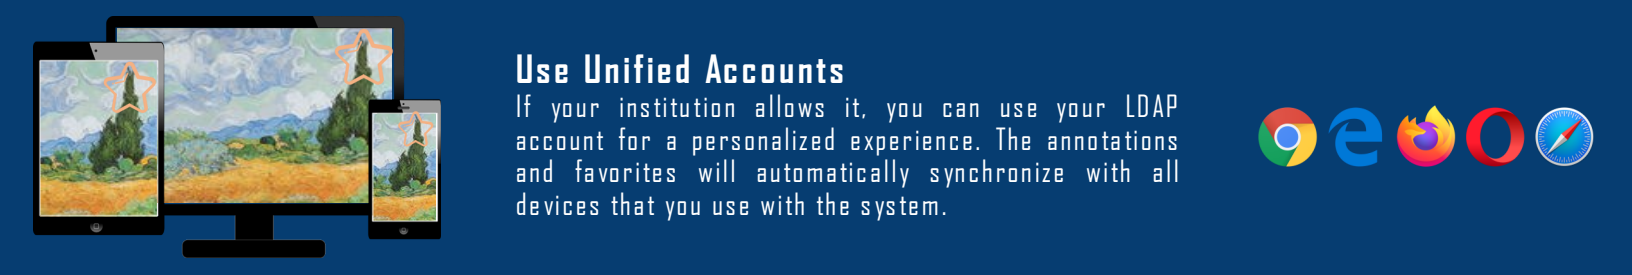 Use Unified Accounts
If your institution allows it, you can use your LDAP
account for a personalized experience. The annotations
and favorites will automatically synchronize with all
devices that you use with the system.